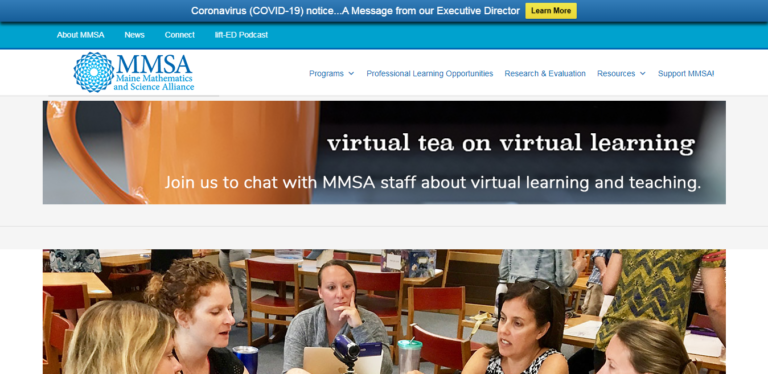 Coronavirus (COVID-19) notice...A Message from our Executive Director Learn More
About MMSA News Connect lift-ED Podcast
MMSA
Maine Mathematics
and Science Alliance
Programs Professional Learning Opportunities Research & Evaluation Resources Support MMSA!
virtual tea on virtual learning
Join us to chat with MMSA staff about virtual learning and teaching.